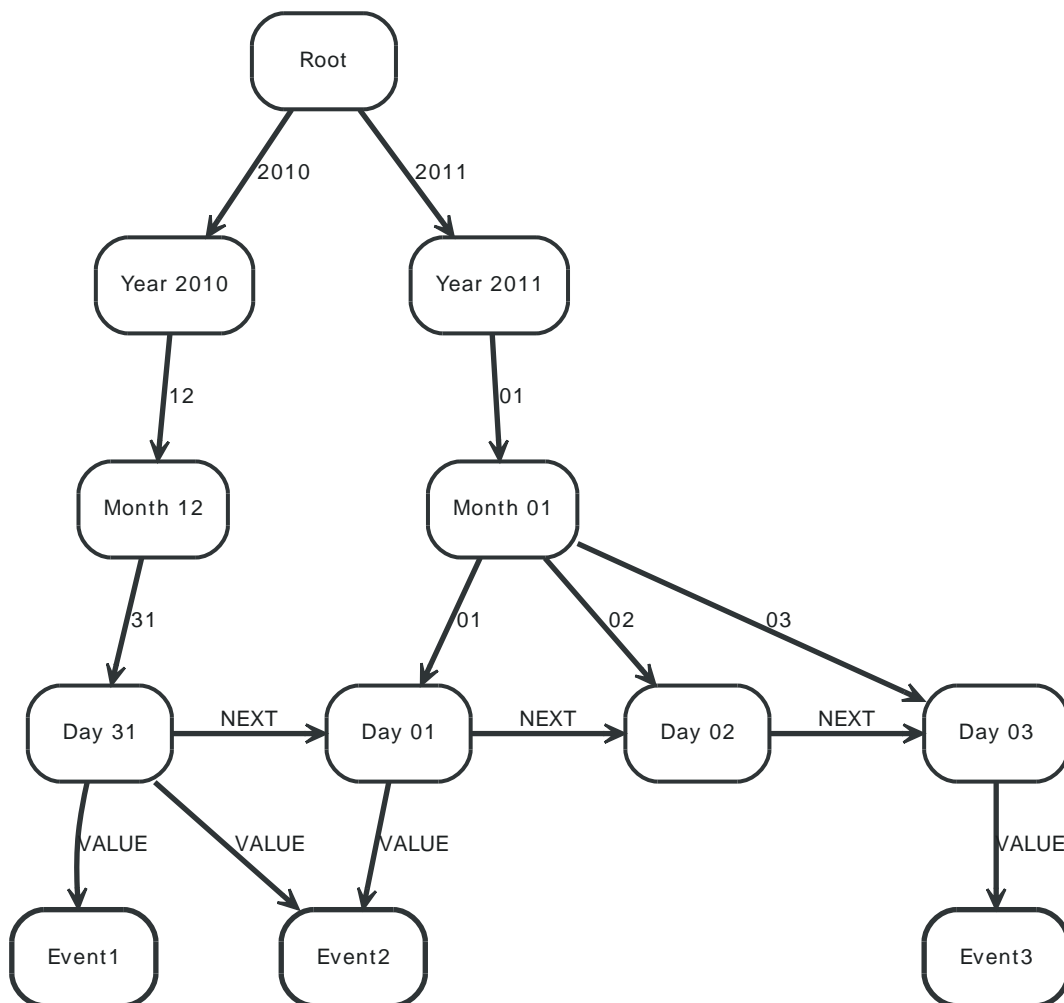 Root
2010
2011
Year 2010
Year 2011
12
01
Month 12
Month 01
31
01
02
03
Day 31
NEXT
Day 01
NEXT
Day 02
NEXT
Day 03
VALUE
VALUE
VALUE
VALUE
Event1
Event2
Event3